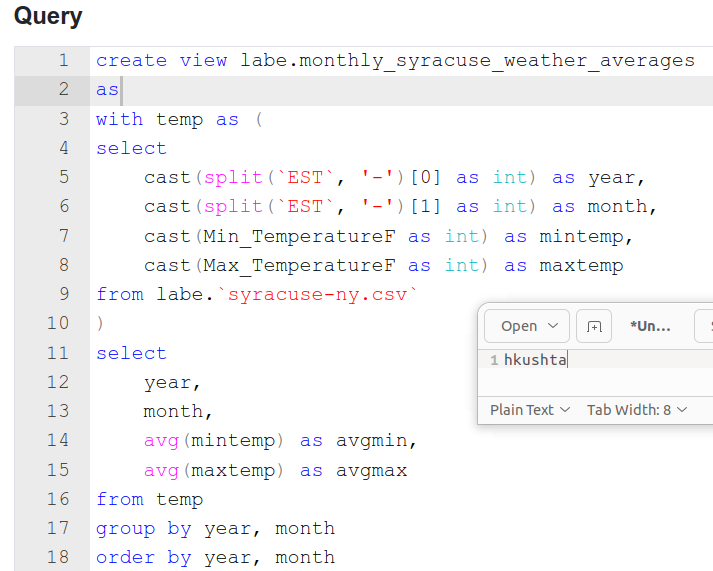 Query
1 create view labe.monthly_syracuse_weather_averages
2 as
3 with temp as (
4 select
5     cast(split(`EST`, '-')[0] as int) as year,
6     cast(split(`EST`, '-')[1] as int) as month,
7     cast(Min_TemperatureF as int) as mintemp,
8     cast(Max_TemperatureF as int) as maxtemp
9 from labe.`syracuse-ny.csv`
10 )
11 select
12     year,
13     month,
14     avg(mintemp) as avgmin,
15     avg(maxtemp) as avgmax
16 from temp
17 group by year, month
18 order by year, month
Open *Un...
1 hkushta
Plain Text Tab Width: 8